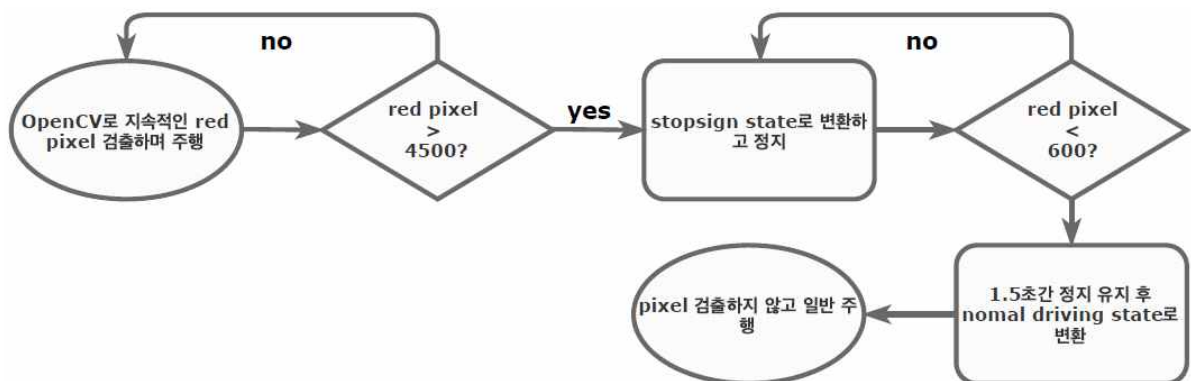 no
OpenCV로 지속적인 red
pixel 검출하며 주행
red pixel
>
4500?
yes
no
stopsign state로 변환하
고 정지
red pixel
<
600?
1.5초간 정지 유지 후
nomal driving state로
변환
pixel 검출하지 않고 일반 주
행